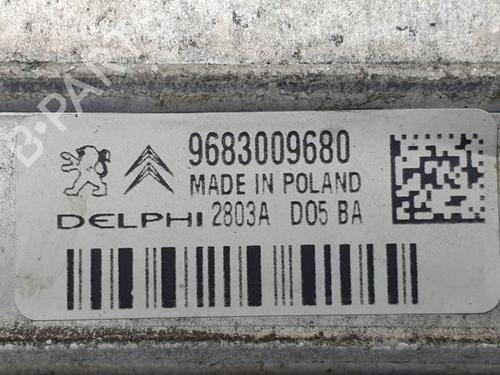 B-PARTS
9683009680
MADE IN POLAND
DELPHI 2803A D05 BA